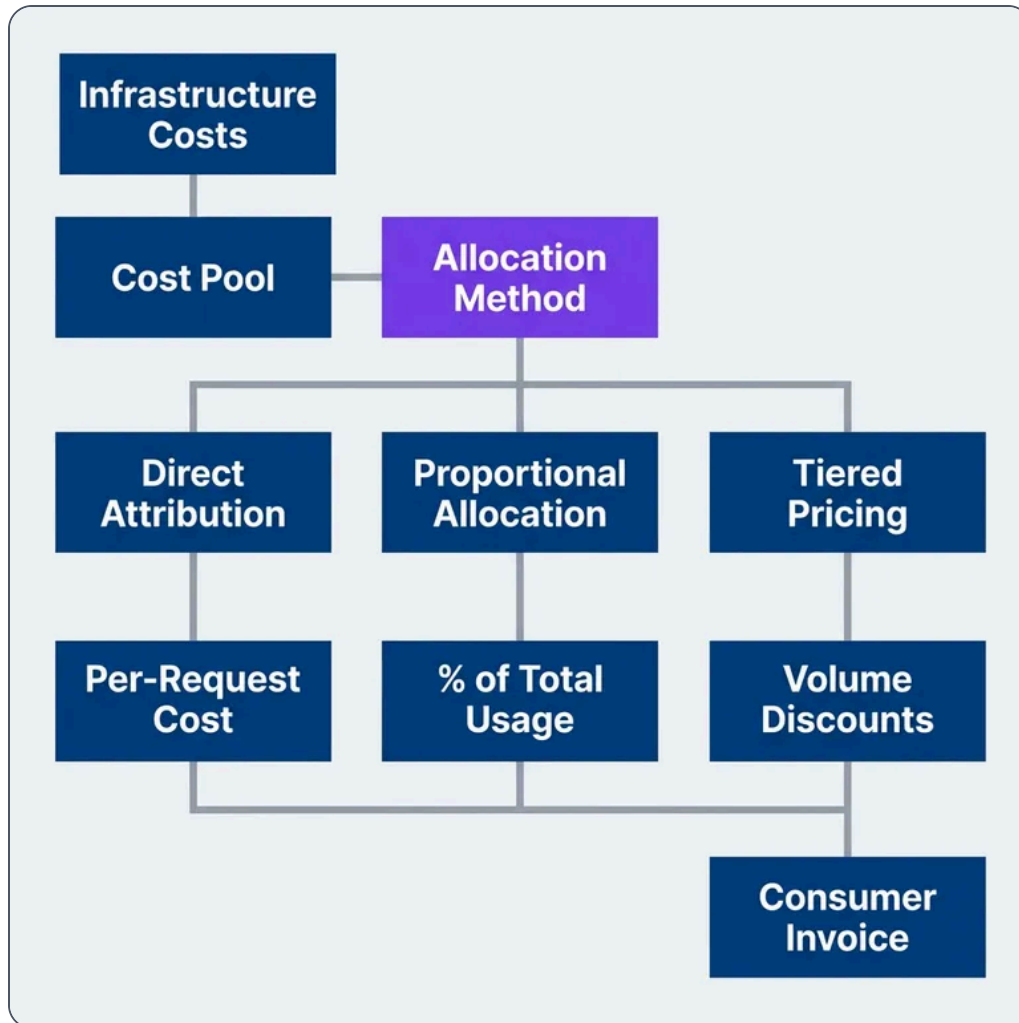 Infrastructure
Costs
Cost Pool
Allocation
Method
Direct
Attribution
Proportional
Allocation
Tiered
Pricing
Per-Request
Cost
% of Total
Usage
Volume
Discounts
Consumer
Invoice